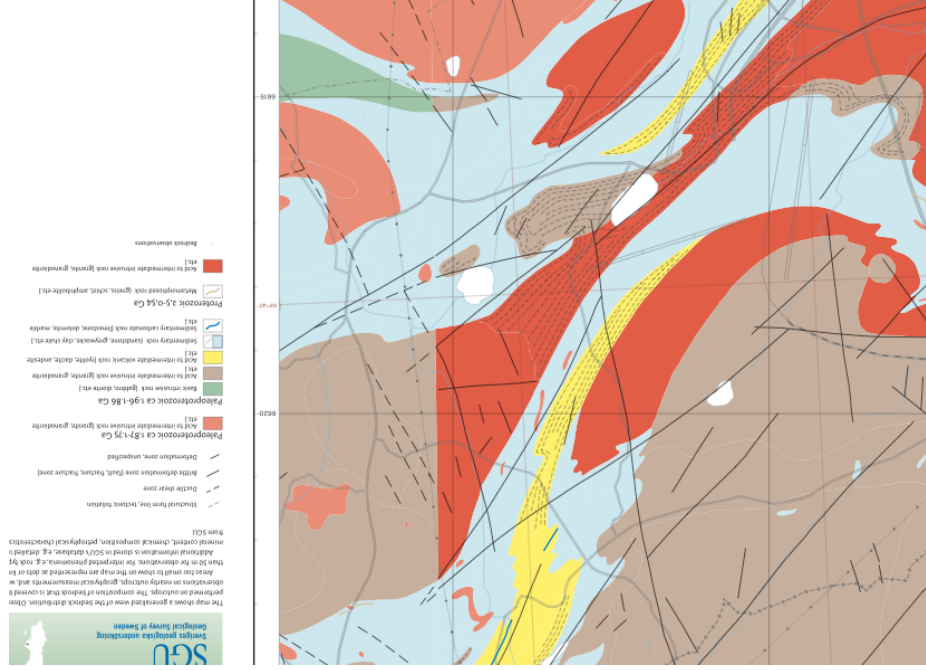 SGU
Sveriges geologiska undersökning
Geological Survey of Sweden
The map shows a generalized view of the bedrock distribution. Obser
performed on outcrops. The composition of bedrock that is covered b
observations on nearby outcrops, geophysical measurements and, w
Areas too small to show on the map are represented as dots or lin
than 50 m for observations. For interpreted phenomena, e.g. rock typ
Additional information is stored in SGU's database, e.g. detailed i
mineral content, chemical composition, petrophysical characteristics
from SGU
Structural form line, tectonic foliation
Ductile shear zone
Brittle deformation zone (fault, fracture, fracture zone)
Deformation zone, unspecified
Paleoproterozoic ca 1.87-1.75 Ga
Acid to intermediate intrusive rock (granite, granodiorite
etc.)
Paleoproterozoic ca 1.96-1.86 Ga
Basic intrusive rock (gabbro, diorite etc.)
Acid to intermediate intrusive rock (granite, granodiorite
etc.)
Acid to intermediate volcanic rock (ryolite, dacite, andesite
etc.)
Sedimentary rock (sandstone, greywacke, clay shale etc.)
Sedimentary carbonate rock (limestone, dolomite, marble
etc.)
Proterozoic 2.5-0.54 Ga
Metamorphosed rock (gneiss, schist, amphibolite etc.)
Acid to intermediate intrusive rock (granite, granodiorite
etc.)
Bedrock observations
6620
6615